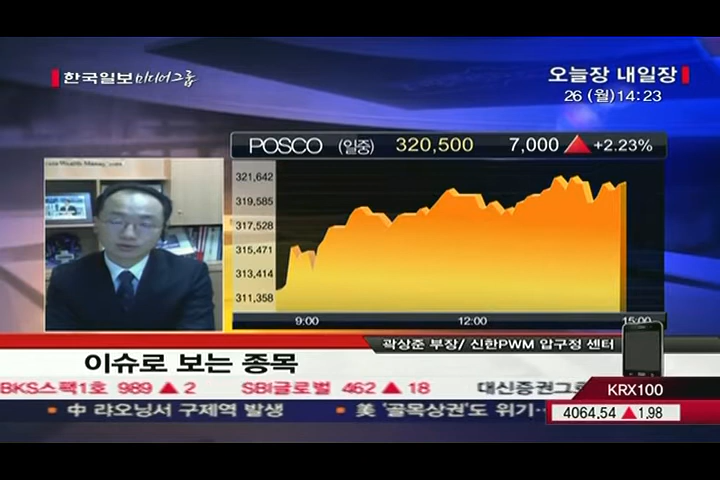 한국일보 미디어그룹
오늘장 내일장
26 (월) 14:23
POSCO (일중) 320,500 7,000 ▲ +2.23%
321,642
319,585
317,528
315,471
313,414
311,358
9:00 12:00 15:00
곽상준 부장/ 신한PWM 압구정 센터
이슈로 보는 종목
BKS스팩1호 989 ▲ 2 SBI글로벌 462 ▲ 18 대신증권그로
KRX100
4064.54 ▲1.98
• 中 랴오닝서 구제역 발생 • 美 '골목상권'도 위기…